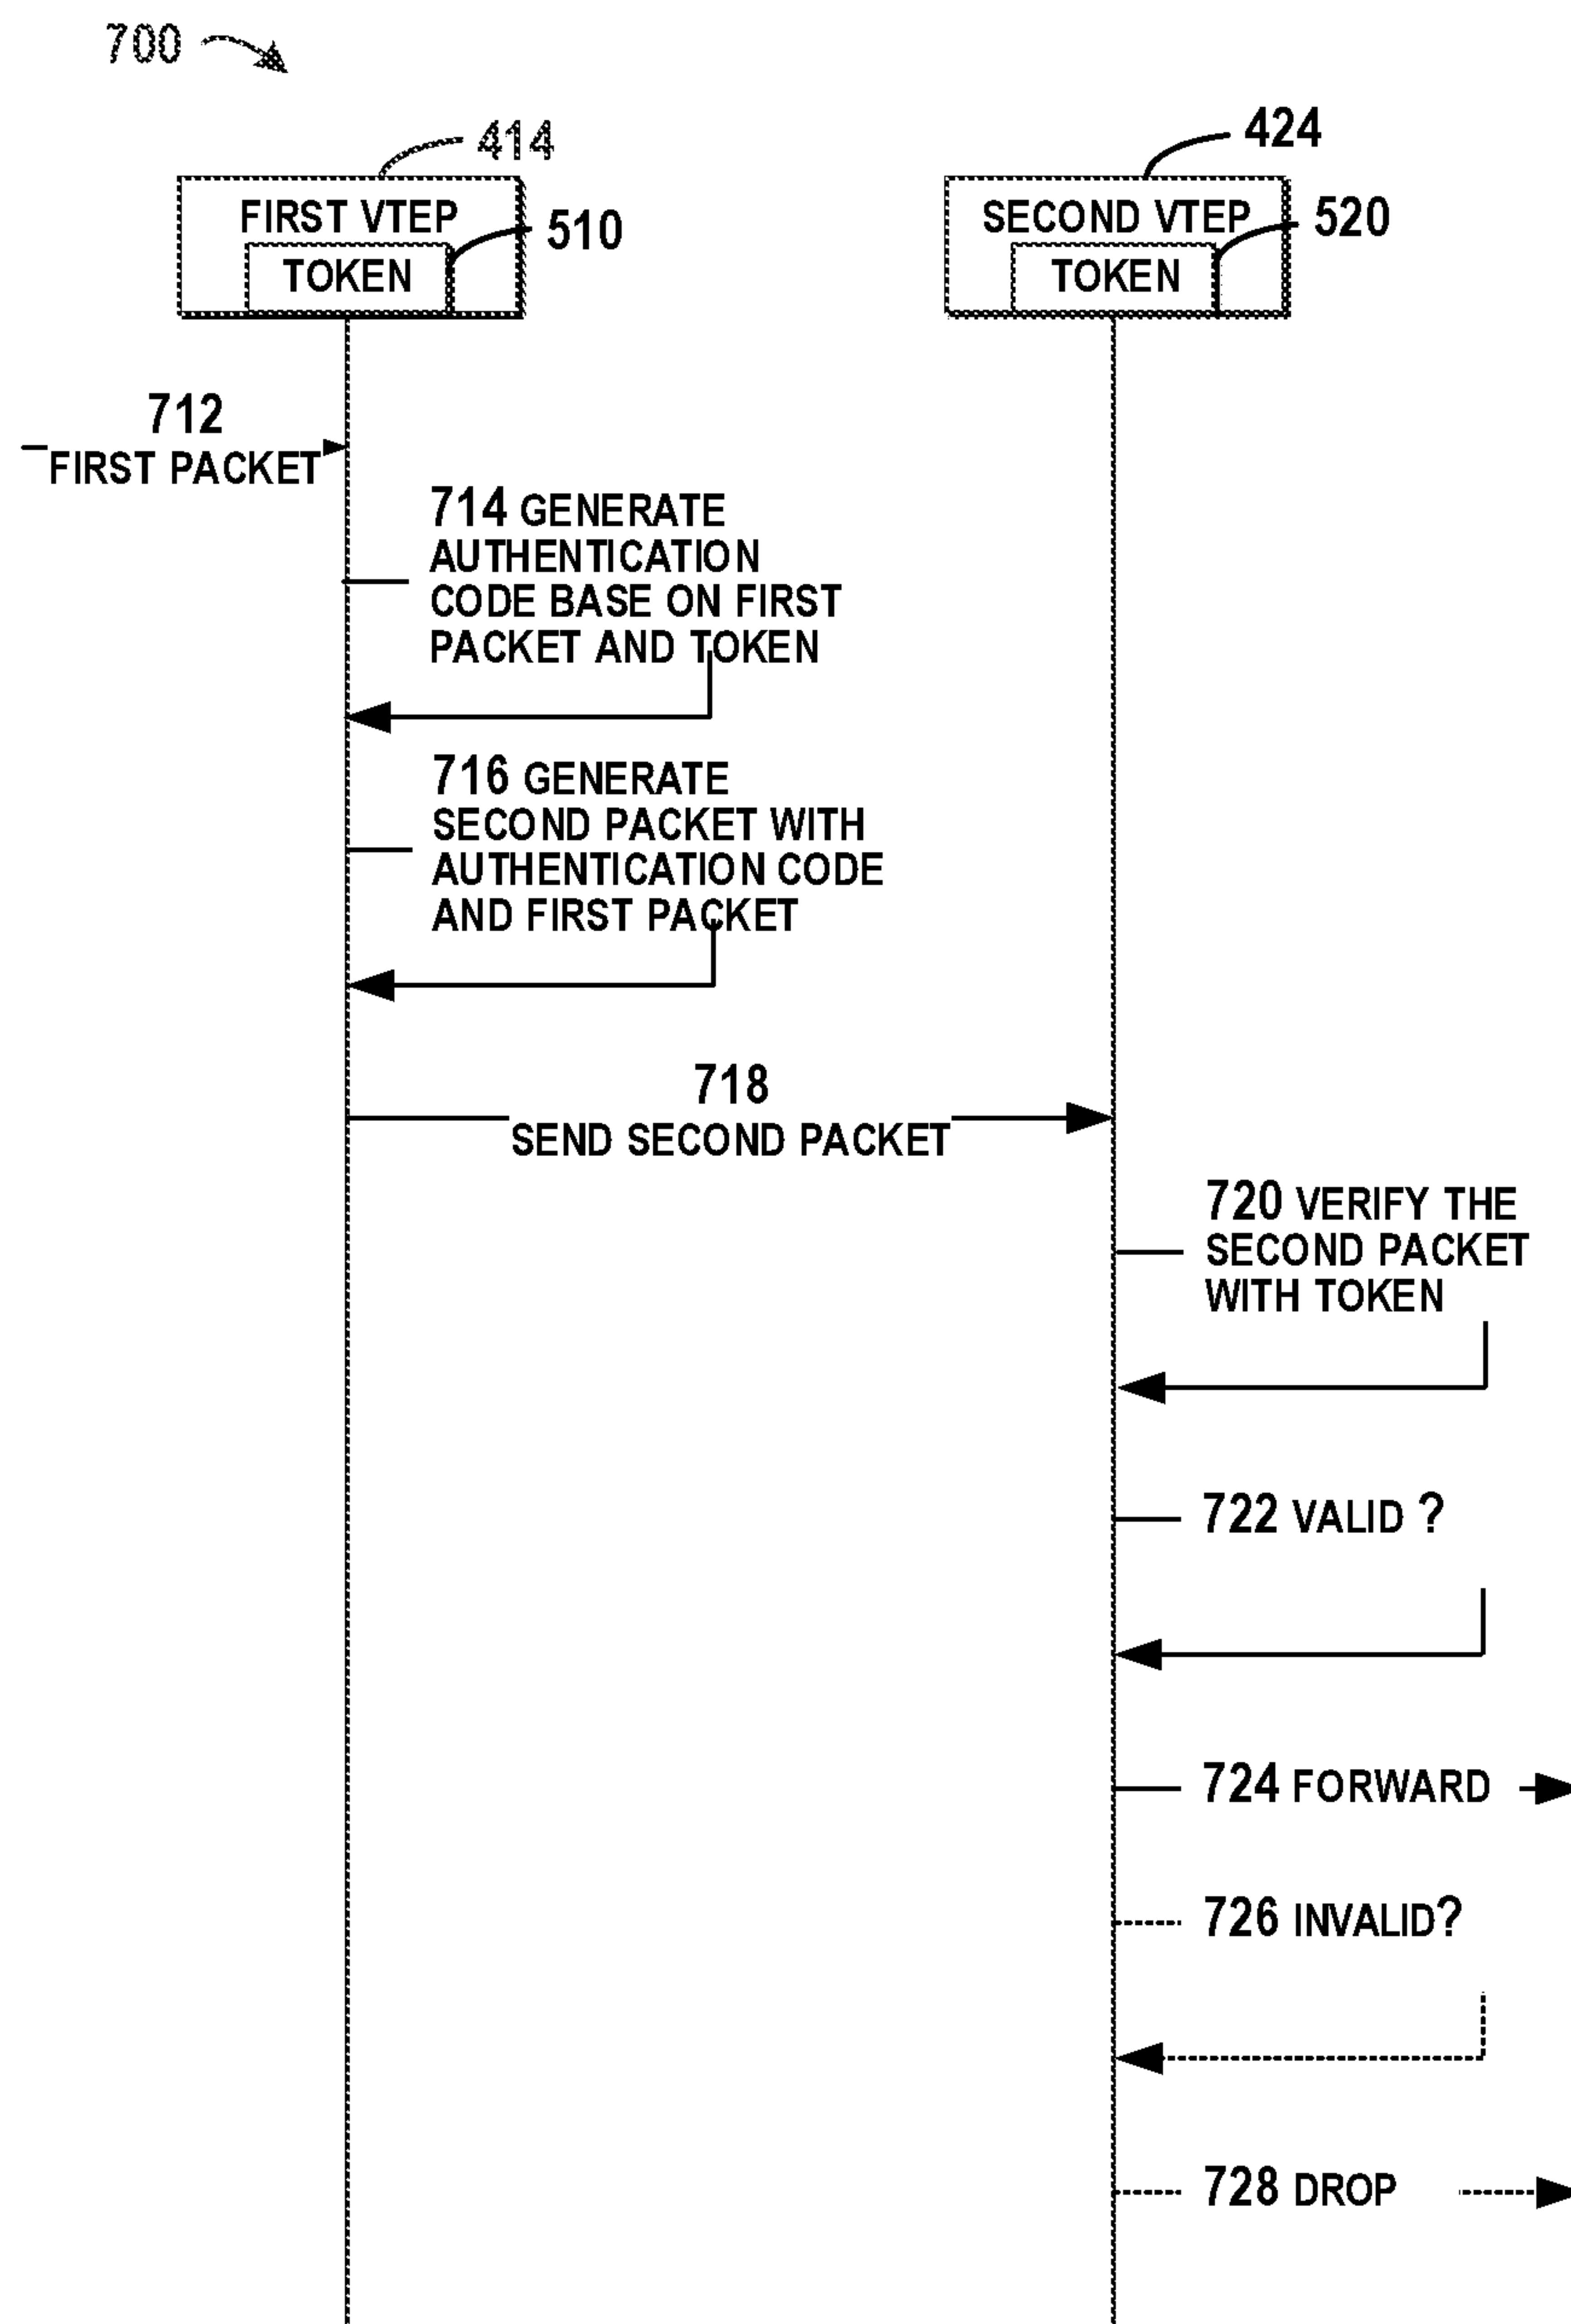 700
414
424
FIRST VTEP
510
TOKEN
SECOND VTEP
520
TOKEN
712
FIRST PACKET
714 GENERATE
AUTHENTICATION
CODE BASE ON FIRST
PACKET AND TOKEN
716 GENERATE
SECOND PACKET WITH
AUTHENTICATION CODE
AND FIRST PACKET
718
SEND SECOND PACKET
720 VERIFY THE
SECOND PACKET
WITH TOKEN
722 VALID ?
724 FORWARD
726 INVALID?
728 DROP